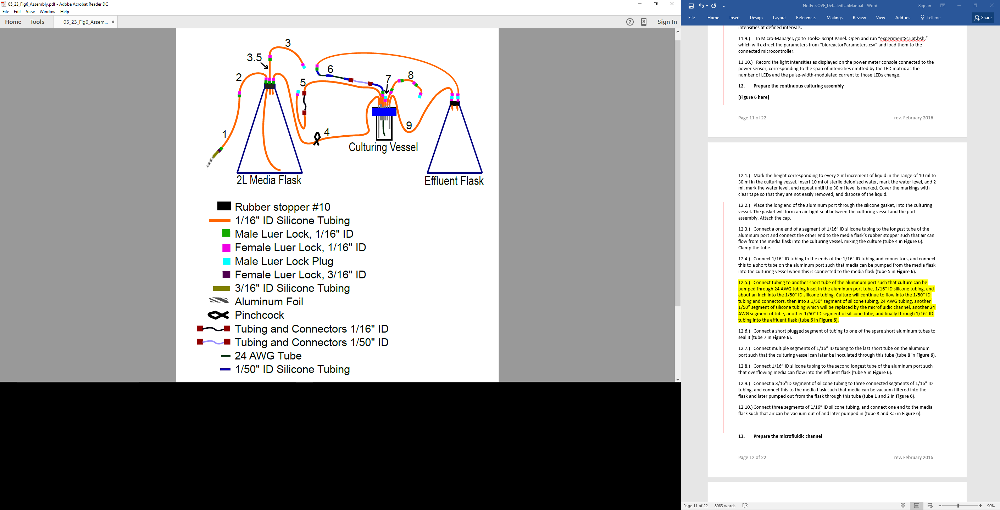 05_23_Fig6_Assembly.pdf - Adobe Acrobat Reader DC
File Edit View Window Help
Home Tools 05_23_Fig6_Assem... × ? Sign In
3
3.5
2
6
5
7
8
1
4
9
Culturing Vessel
2L Media Flask
Effluent Flask
Rubber stopper #10
1/16" ID Silicone Tubing
Male Luer Lock, 1/16" ID
Female Luer Lock, 1/16" ID
Male Luer Lock Plug
Female Luer Lock, 3/16" ID
3/16" ID Silicone Tubing
Aluminum Foil
Pinchcock
Tubing and Connectors 1/16" ID
Tubing and Connectors 1/50" ID
24 AWG Tube
1/50" ID Silicone Tubing
NotForJOVE_DetailedLabManual - Word Sign in
File Home Insert Design Layout References Mailings Review View Add-ins Tell me Share
intensities at defined intervals.
11.9.) In Micro-Manager, go to Tools> Script Panel. Open and run “experimentScript.bsh,”
which will extract the parameters from “bioreactorParameters.csv” and load them to the
connected microcontroller.
11.10.) Record the light intensities as displayed on the power meter console connected to the
power sensor, corresponding to the span of intensities emitted by the LED matrix as the
number of LEDs and the pulse-width-modulated current to those LEDs change.
12. Prepare the continuous culturing assembly
[Figure 6 here]
Page 11 of 22 rev. February 2016
12.1.) Mark the height corresponding to every 2 ml increment of liquid in the range of 10 ml to
30 ml in the culturing vessel. Insert 10 ml of sterile deionized water, mark the water level, add 2
ml, mark the water level, and repeat until the 30 ml level is marked. Cover the markings with
clear tape so that they are not easily removed, and dispose of the liquid.
12.2.) Place the long end of the aluminum port through the silicone gasket, into the culturing
vessel. The gasket will form an air-tight seal between the culturing vessel and the port
assembly. Attach the cap.
12.3.) Connect a one end of a segment of 1/16” ID silicone tubing to the longest tube of the
aluminum port and connect the other end to the media flask’s rubber stopper such that air can
flow from the media flask into the culturing vessel, mixing the culture (tube 4 in Figure 6).
Clamp the tube.
12.4.) Connect 1/16” ID tubing to the ends of the 1/16” ID tubing and connectors, and connect
this to a short tube on the aluminum port such that media can be pumped from the media flask
into the culturing vessel when this is connected to the media flask (tube 5 in Figure 6).
12.5.) Connect tubing to another short tube of the aluminum port such that culture can be
pumped through 24 AWG tubing inset in the aluminum port tube, 1/16” ID silicone tubing, and
about an inch into the 1/50” ID silicone tubing. Culture will continue to flow into the 1/50” ID
tubing and connectors, then into a 1/50” segment of silicone tubing, 24 AWG tubing, another
1/50” segment of silicone tubing which will be replaced by the microfluidic channel, another 24
AWG segment of tube, another 1/50” ID segment of silicone tube, and finally through 1/16” ID
tubing into the effluent flask (tube 6 in Figure 6).
12.6.) Connect a short plugged segment of tubing to one of the spare short aluminum tubes to
seal it (tube 7 in Figure 6).
12.7.) Connect multiple segments of 1/16” ID tubing to the last short tube on the aluminum
port such that the culturing vessel can later be inoculated through this tube (tube 8 in Figure 6).
12.8.) Connect 1/16” ID silicone tubing to the second longest tube of the aluminum port such
that overflowing media can flow into the effluent flask (tube 9 in Figure 6).
12.9.) Connect a 3/16”ID segment of silicone tubing to three connected segments of 1/16” ID
tubing, and connect this to the media flask such that media can be vacuum filtered into the
flask and later pumped out from the flask through this tube (tube 1 and 2 in Figure 6).
12.10.) Connect three segments of 1/16” ID silicone tubing, and connect one end to the media
flask such that air can be vacuum out of and later pumped in (tube 3 and 3.5 in Figure 6).
13. Prepare the microfluidic channel
Page 12 of 22 rev. February 2016
Page 11 of 22 8083 words 90%